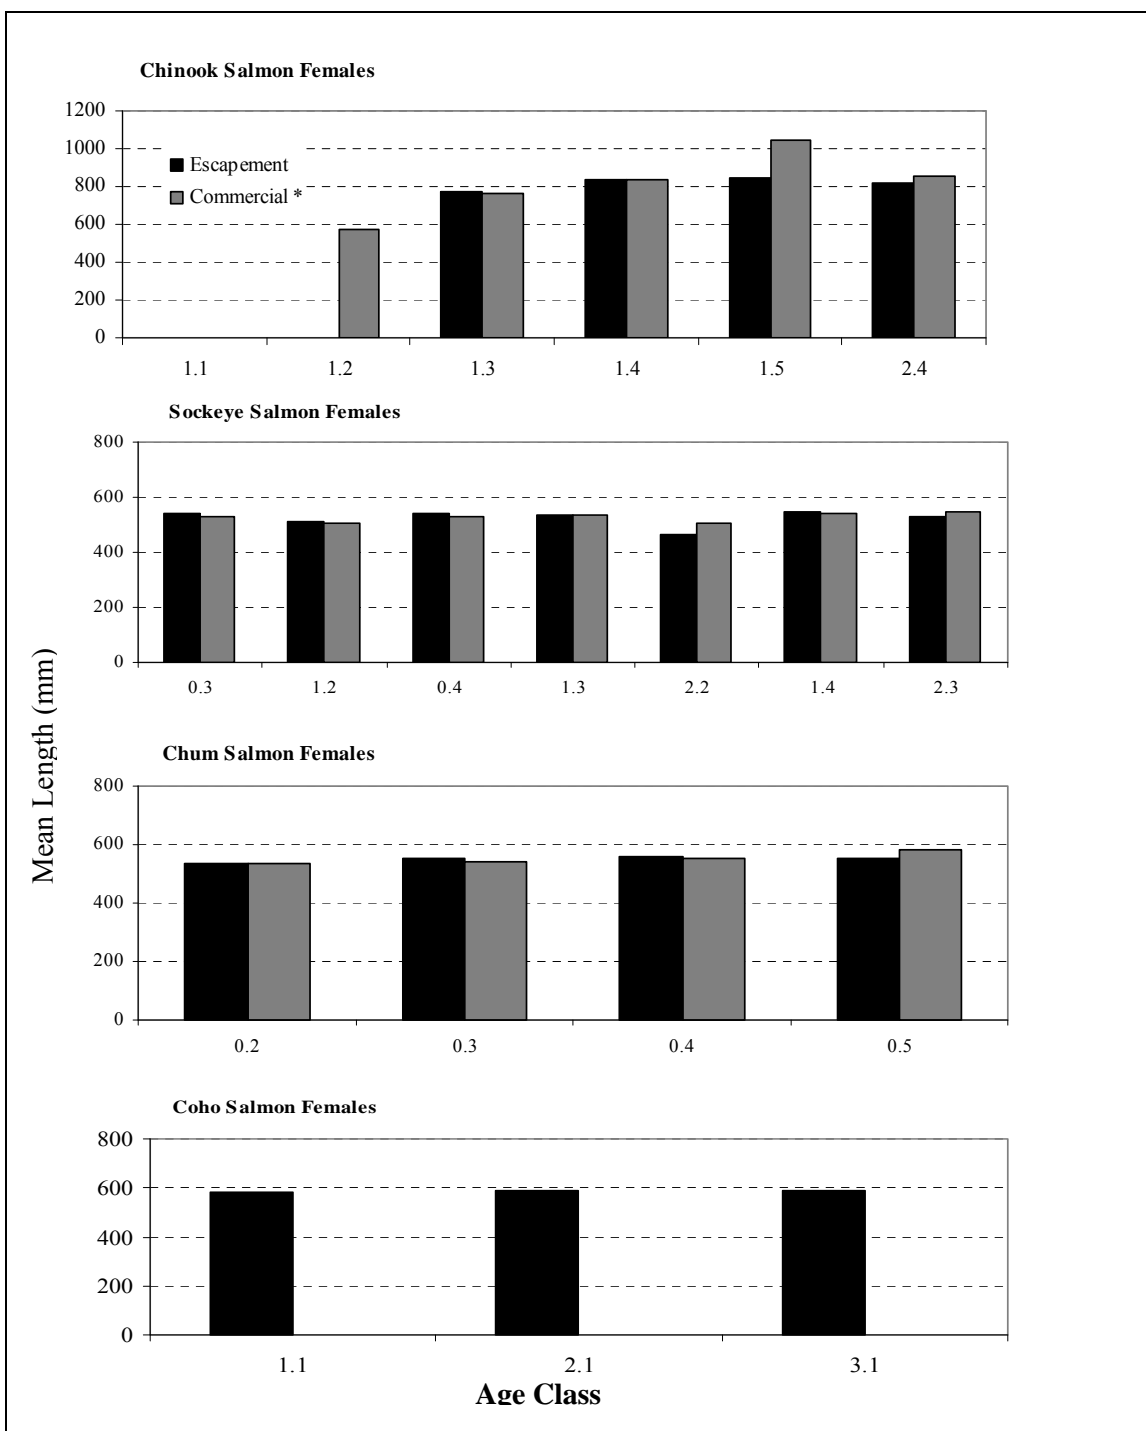 Chinook Salmon Females
1200
1000
800
600
400
200
0
Escapement
Commercial *
1.1 1.2 1.3 1.4 1.5 2.4
Sockeye Salmon Females
800
600
400
200
0
0.3 1.2 0.4 1.3 2.2 1.4 2.3
Mean Length (mm)
Chum Salmon Females
800
600
400
200
0
0.2 0.3 0.4 0.5
Coho Salmon Females
800
600
400
200
0
1.1 2.1 3.1
Age Class